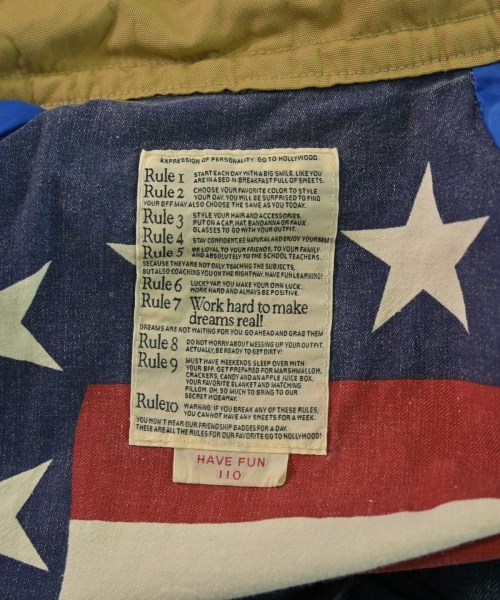 EXPRESSION OF PERSONALITY: GO TO HOLLYWOOD
Rule 1 START EACH DAY WITH A BIG SMILE. LIKE YOU
ARE IN A BED-N-BREAKFAST FULL OF SWEETS.
Rule 2 CHOOSE YOUR FAVORITE COLOR TO STYLE
YOUR DAY. YOU WILL BE SURPRISED TO FIND
YOUR BFF MAY ALSO CHOOSE THE SAME AS YOU TODAY.
Rule 3 STYLE YOUR HAIR AND ACCESSORIES.
PUT ON A CAP, HAT, BANDANNA OR FAUX
GLASSES TO GO WITH YOUR OUTFIT.
Rule 4 STAY CONFIDENT, BE NATURAL AND ENJOY YOURSELF
Rule 5 BE LOYAL TO YOUR FRIENDS, TO YOUR FAMILY
AND ABSOLUTELY TO THE SCHOOL TEACHERS.
BECAUSE THEY ARE NOT ONLY TEACHING THE SUBJECTS,
BUT ALSO COACHING YOU ON THE RIGHT WAY. HAVE FUN LEARNING!
Rule 6 LUCKY? YAP. YOU MAKE YOUR OWN LUCK.
WORK HARD AND ALWAYS BE POSITIVE.
Rule 7 Work hard to make
dreams real!
DREAMS ARE NOT WAITING FOR YOU. GO AHEAD AND GRAB THEM
Rule 8 DO NOT WORRY ABOUT MESSING UP YOUR OUTFIT.
ACTUALLY, BE READY TO GET DIRTY!
Rule 9 MUST HAVE WEEKENDS SLEEP OVER WITH
YOUR BFF. GET PREPARED FOR MARSHMALLOW,
CRACKERS, CANDY AND AN APPLE JUICE BOX.
YOUR FAVORITE BLANKET AND MATCHING
PILLOW. OH, SO MUCH TO BRING TO OUR
SECRET HIDEAWAY.
Rule 10 WARNING: IF YOU BREAK ANY OF THESE RULES,
YOU CAN NOT HAVE ANY SWEETS FOR A WEEK.
YOU WON'T WEAR OUR FRIENDSHIP BADGES FOR A DAY.
THESE ARE ALL THE RULES FOR OUR FAVORITE GO TO HOLLYWOOD!
HAVE FUN
110